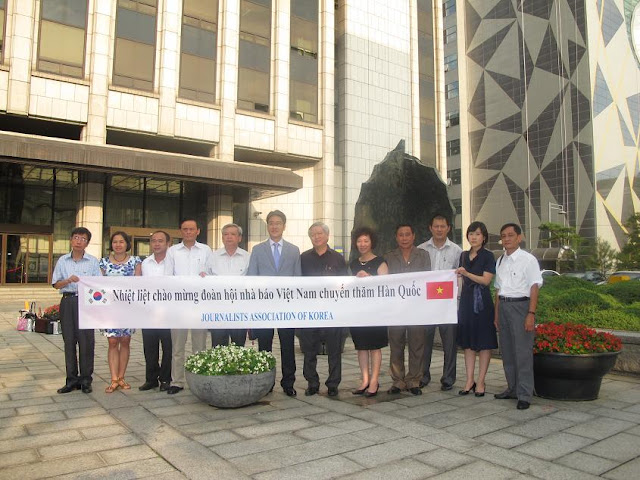 Nhiệt liệt chào mừng đoàn hội nhà báo Việt Nam chuyến thăm Hàn Quốc
JOURNALISTS ASSOCIATION OF KOREA